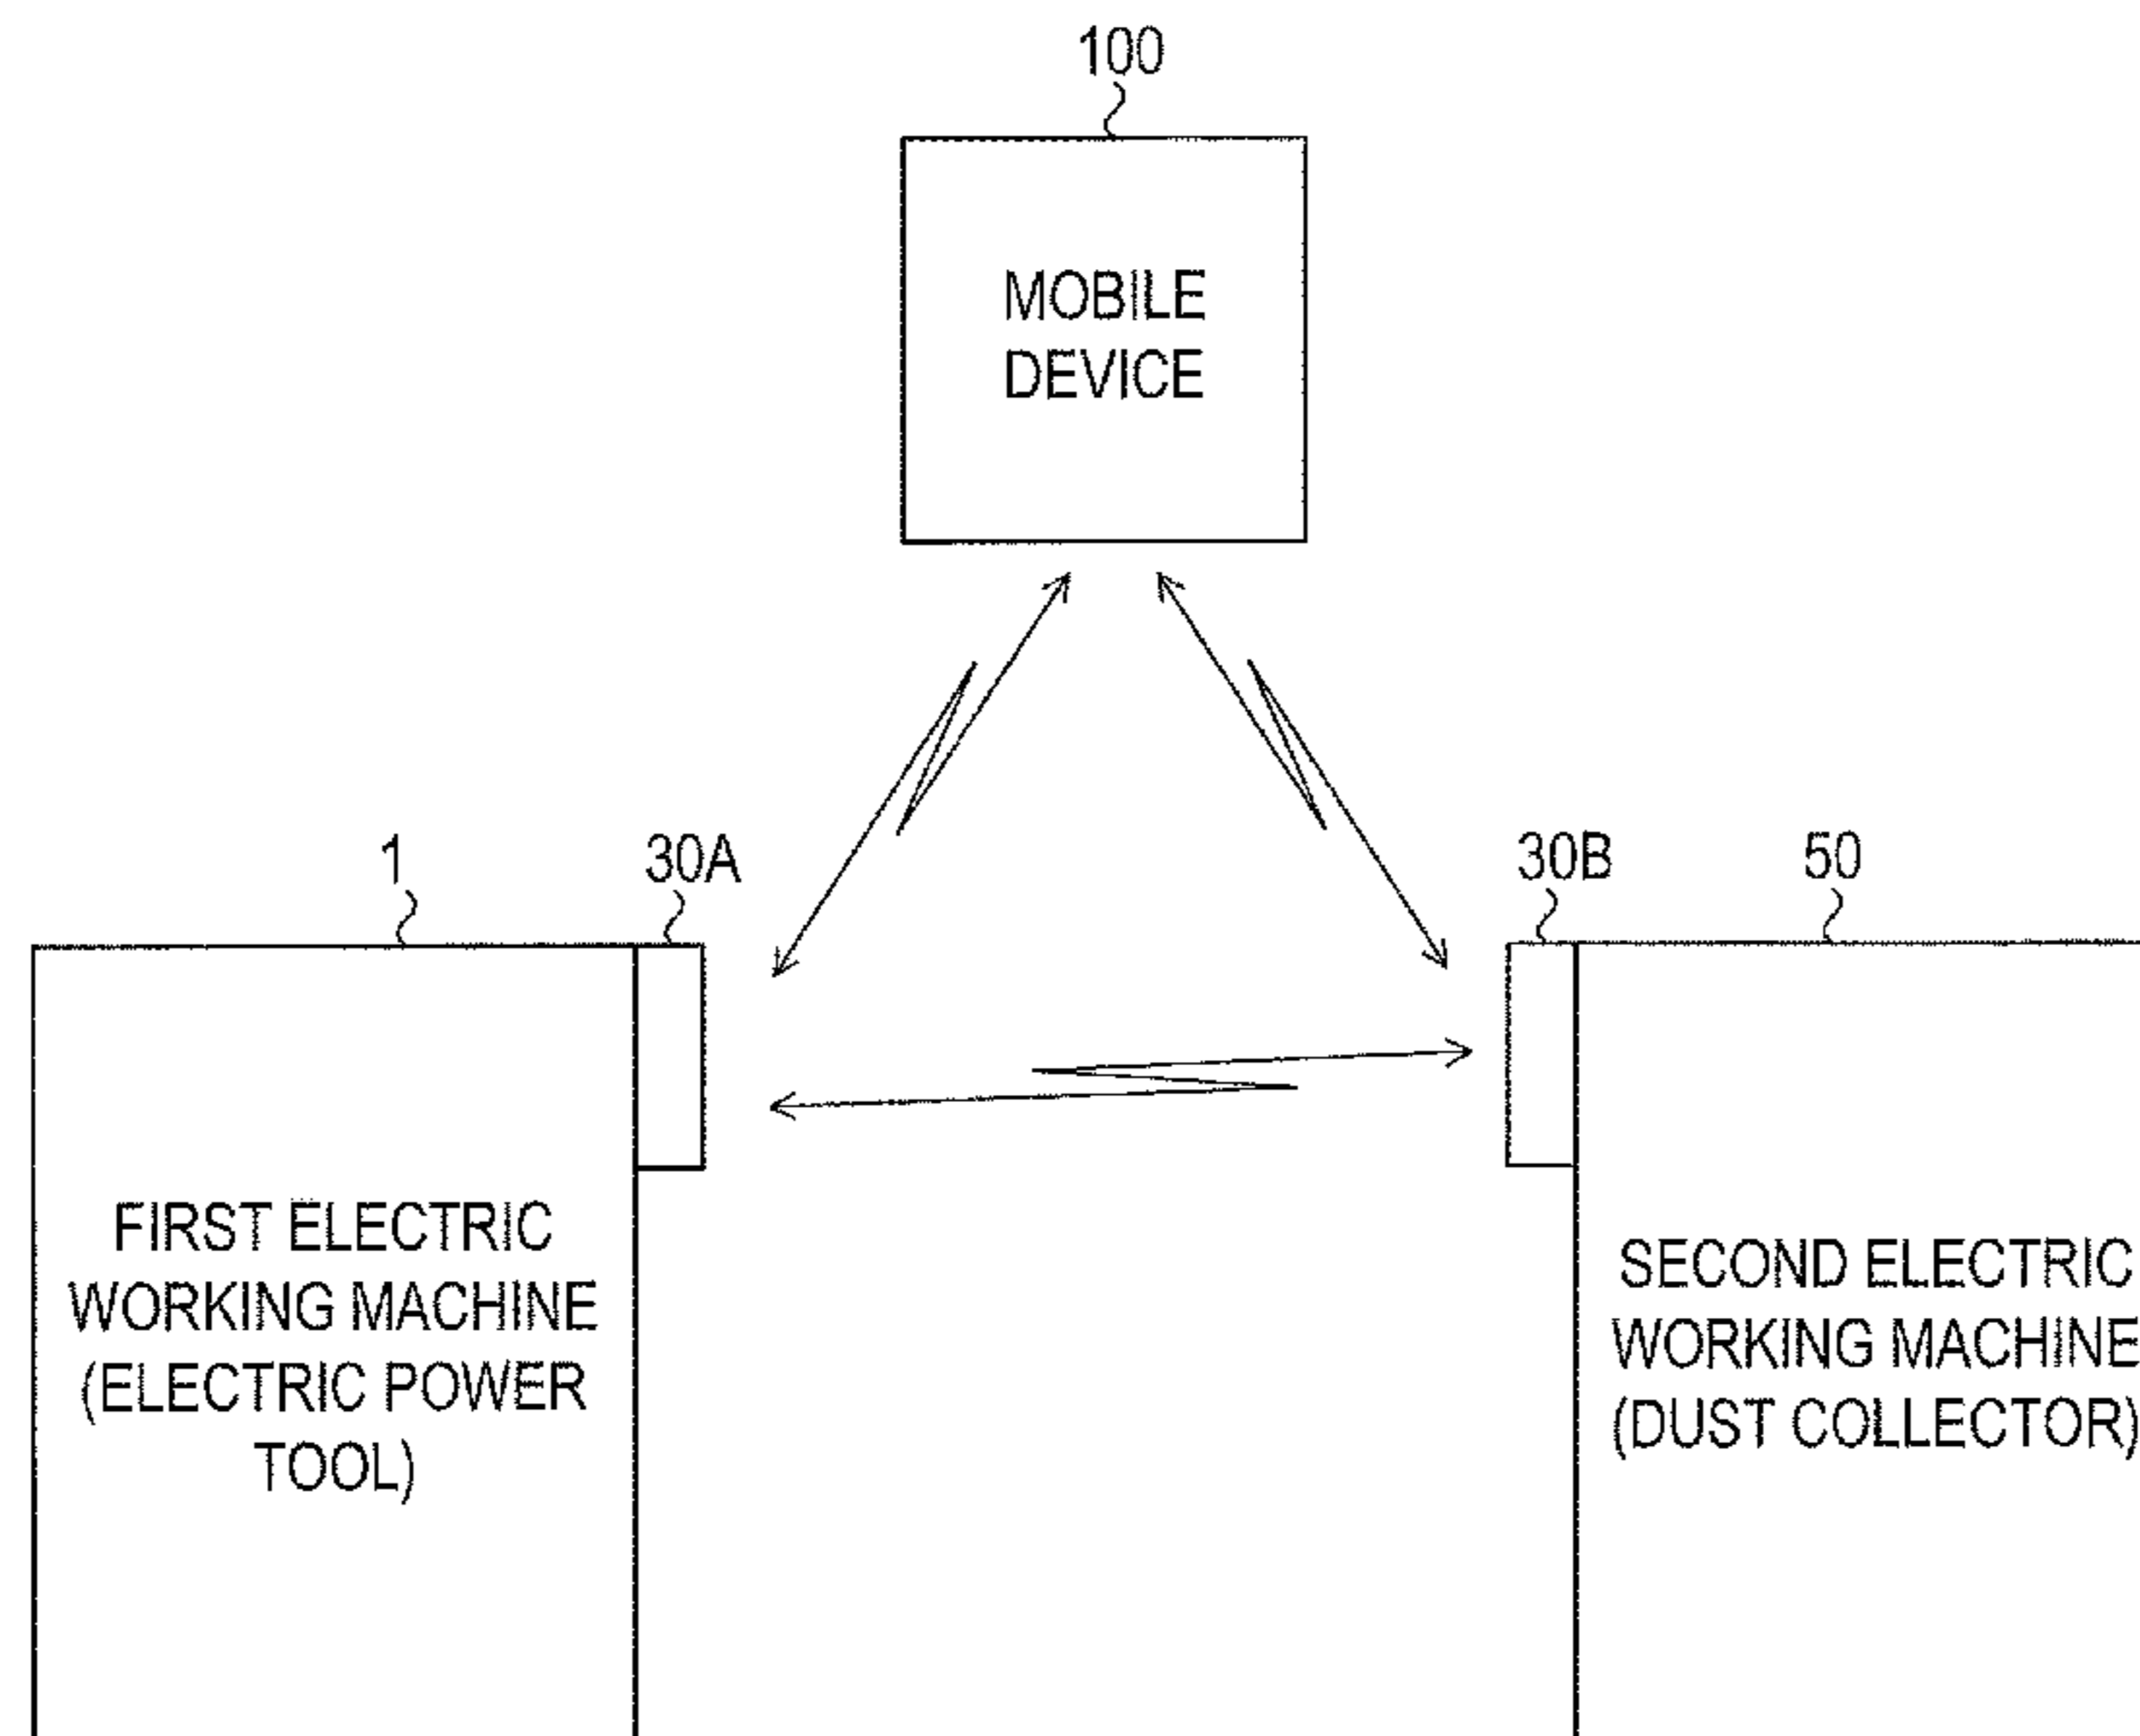 100
MOBILE
DEVICE
1
30A
30B
50
FIRST ELECTRIC
WORKING MACHINE
(ELECTRIC POWER
TOOL)
SECOND ELECTRIC
WORKING MACHINE
(DUST COLLECTOR)